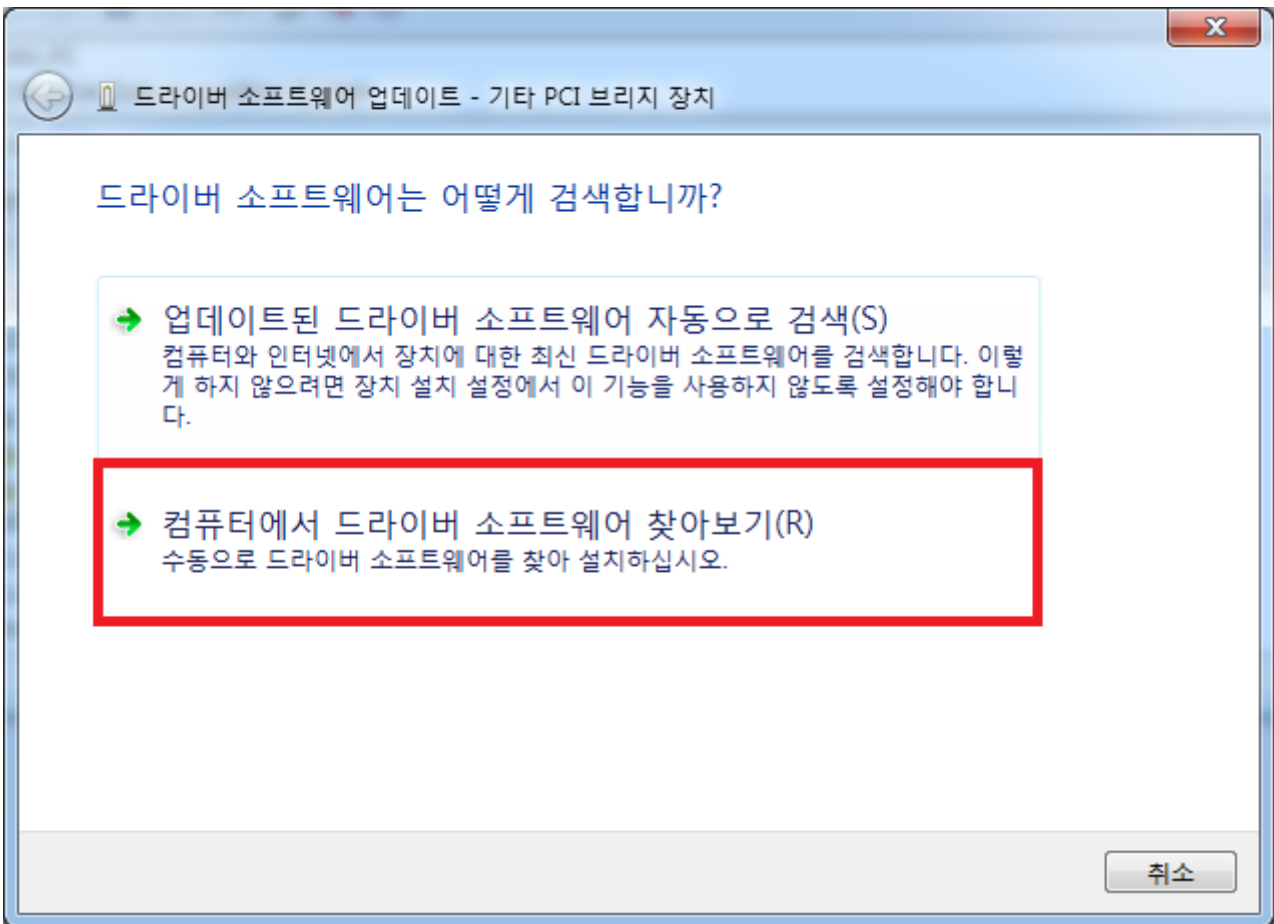 드라이버 소프트웨어 업데이트 - 기타 PCI 브리지 장치
드라이버 소프트웨어는 어떻게 검색합니까?
업데이트된 드라이버 소프트웨어 자동으로 검색(S)
컴퓨터와 인터넷에서 장치에 대한 최신 드라이버 소프트웨어를 검색합니다. 이렇
게 하지 않으려면 장치 설치 설정에서 이 기능을 사용하지 않도록 설정해야 합니
다.
컴퓨터에서 드라이버 소프트웨어 찾아보기(R)
수동으로 드라이버 소프트웨어를 찾아 설치하십시오.
취소